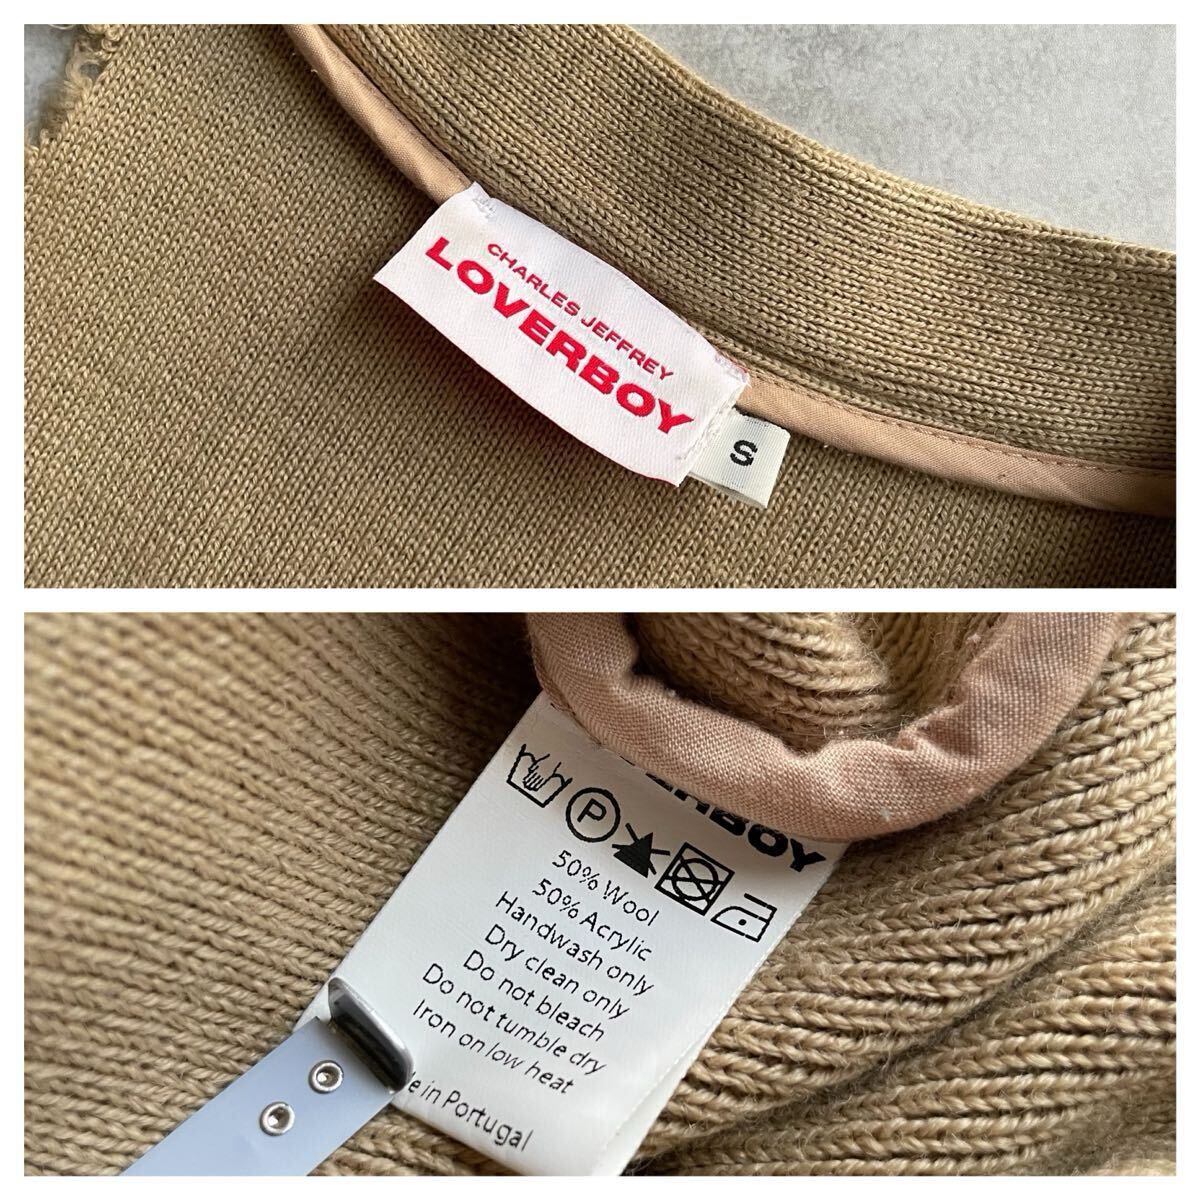 CHARLES JEFFREY
LOVERBOY
S
P
50% Wool
50% Acrylic
Handwash only
Dry clean only
Do not bleach
Do not tumble dry
Iron on low heat
in Portugal